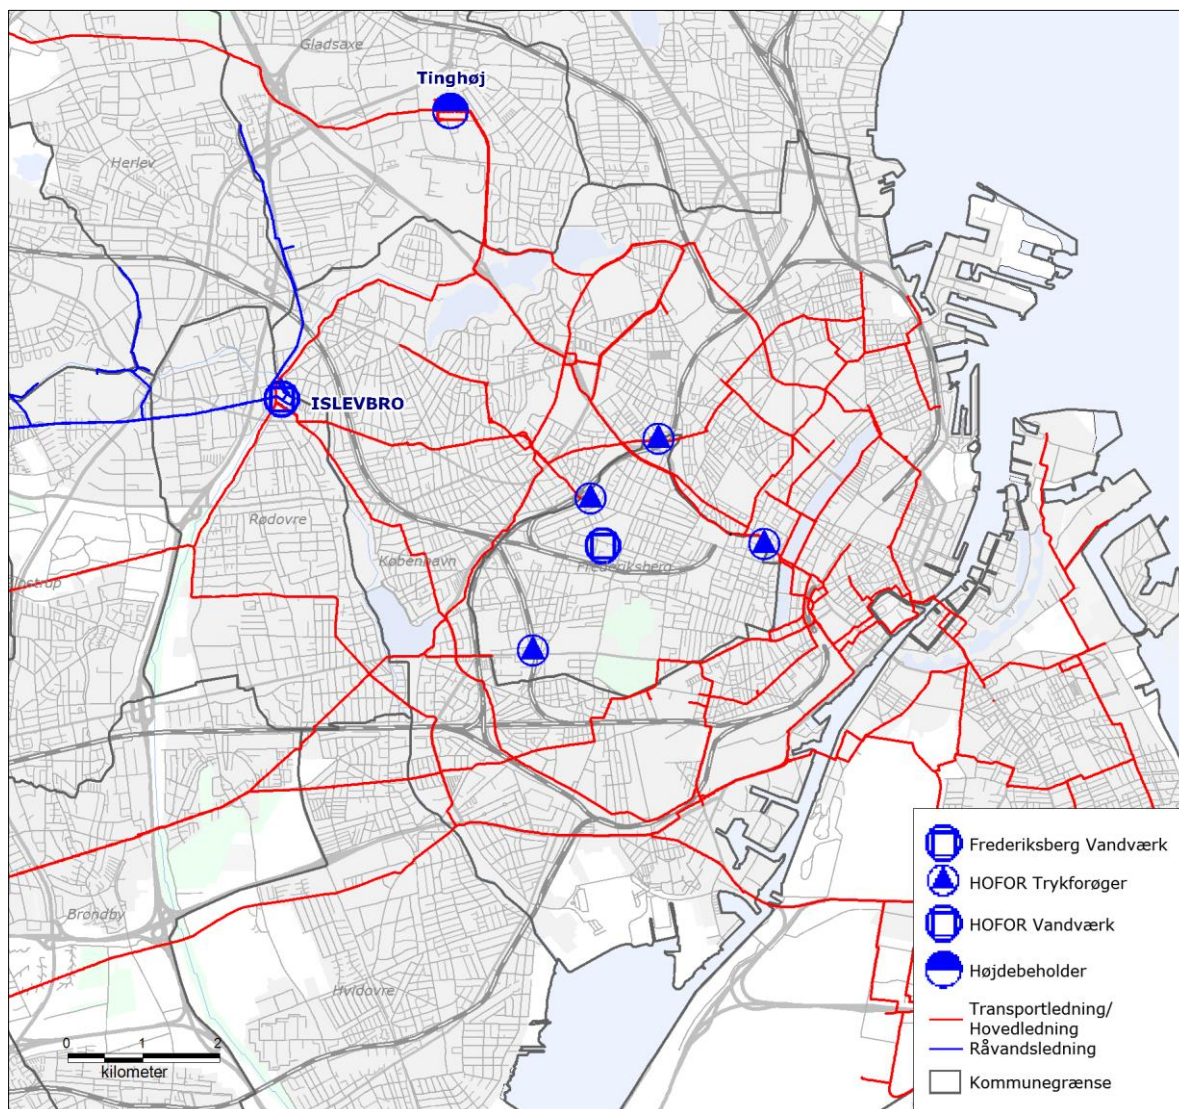 Gladsaxe
Tinghøj
Herlev
ISLEVBRO
Rødovre
København
Frederiksberg
Brøndby
Hvidovre
0 1 2
kilometer
Frederiksberg Vandværk
HOFOR Trykforøger
HOFOR Vandværk
Højdebeholder
Transportledning/
Hovedledning
Råvandsledning
Kommunegrænse